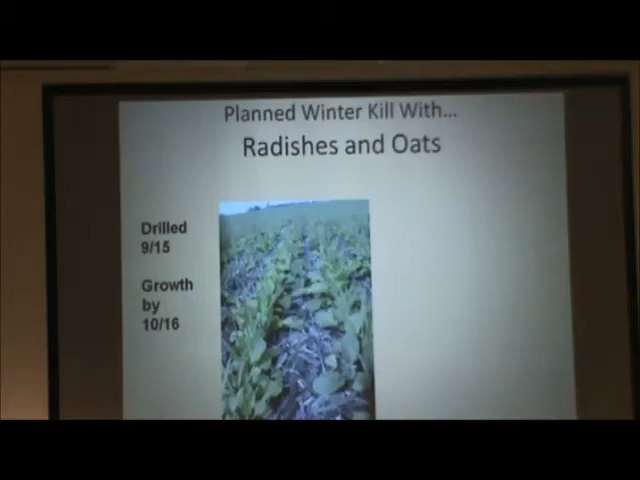 Planned Winter Kill With...
Radishes and Oats
Drilled
9/15
Growth
by
10/16